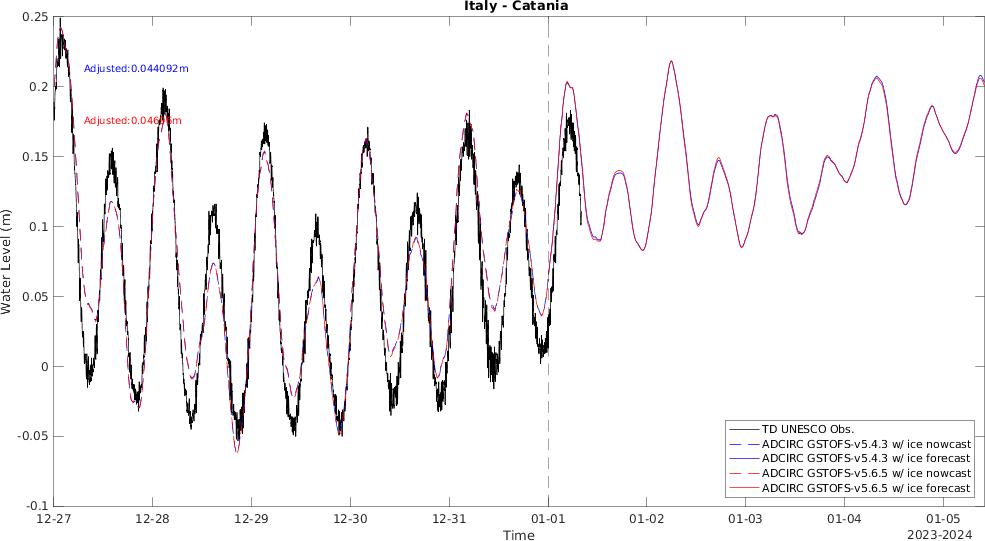 Italy - Catania
Water Level (m)
0.25
0.2
0.15
0.1
0.05
0
-0.05
-0.1
Adjusted:0.044092m
TD UNESCO Obs.
ADCIRC GSTOFS-v5.4.3 w/ ice nowcast
ADCIRC GSTOFS-v5.4.3 w/ ice forecast
ADCIRC GSTOFS-v5.6.5 w/ ice nowcast
ADCIRC GSTOFS-v5.6.5 w/ ice forecast
12-27
12-28
12-29
12-30
12-31
01-01
01-02
01-03
01-04
01-05
Time
2023-2024